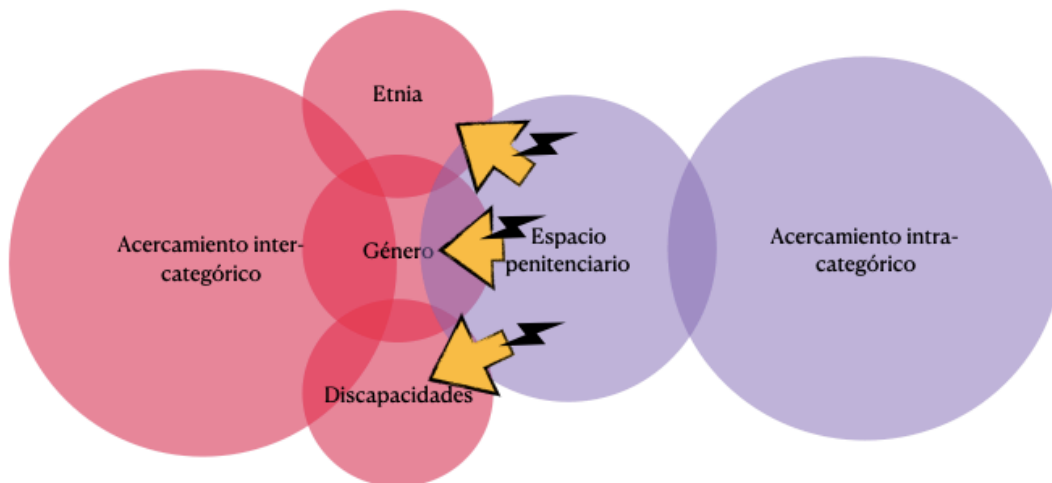 Etnia
Acercamiento inter-
categórico
Género
Espacio
penitenciario
Acercamiento intra-
categórico
Discapacidades